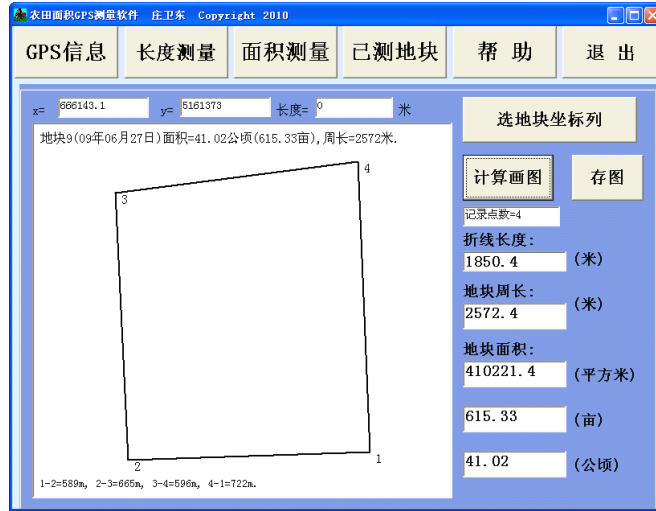 农田面积GPS测量软件 庄卫东 Copyright 2010
GPS信息 长度测量 面积测量 已测地块 帮 助 退 出
x= 666143.1 y= 5161373 长度= 0 米
选地块坐标列
地块9(09年06月27日)面积=41.02公顷(615.33亩),周长=2572米.
计算画图 存图
记录点数=4
折线长度:
1850.4 (米)
地块周长:
2572.4 (米)
地块面积:
410221.4 (平方米)
615.33 (亩)
41.02 (公顷)
4
3
2
1
1-2=589m, 2-3=665m, 3-4=596m, 4-1=722m.